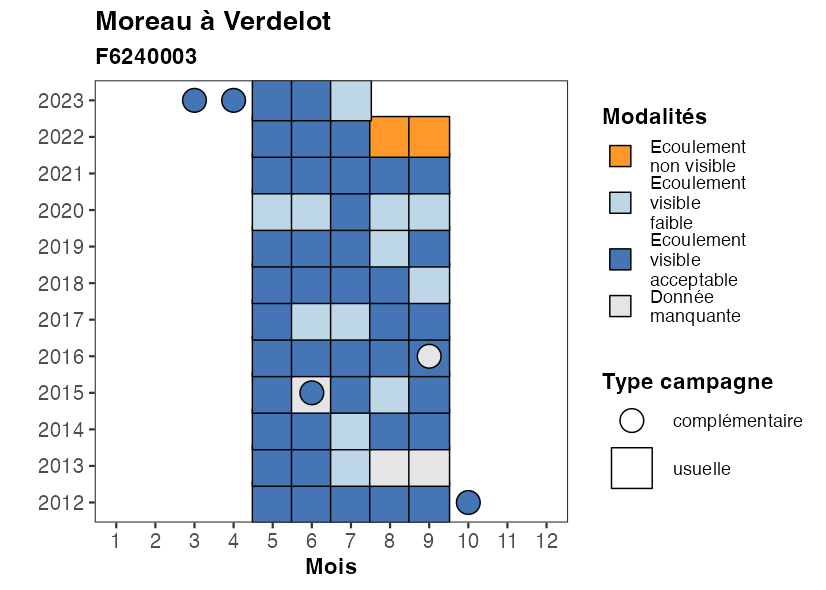 Moreau à Verdelot
F6240003
2023
2022
2021
2020
2019
2018
2017
2016
2015
2014
2013
2012
1 2 3 4 5 6 7 8 9 10 11 12
Mois
Modalités
Ecoulement
non visible
Ecoulement
visible
faible
Ecoulement
visible
acceptable
Donnée
manquante
Type campagne
complémentaire
usuelle